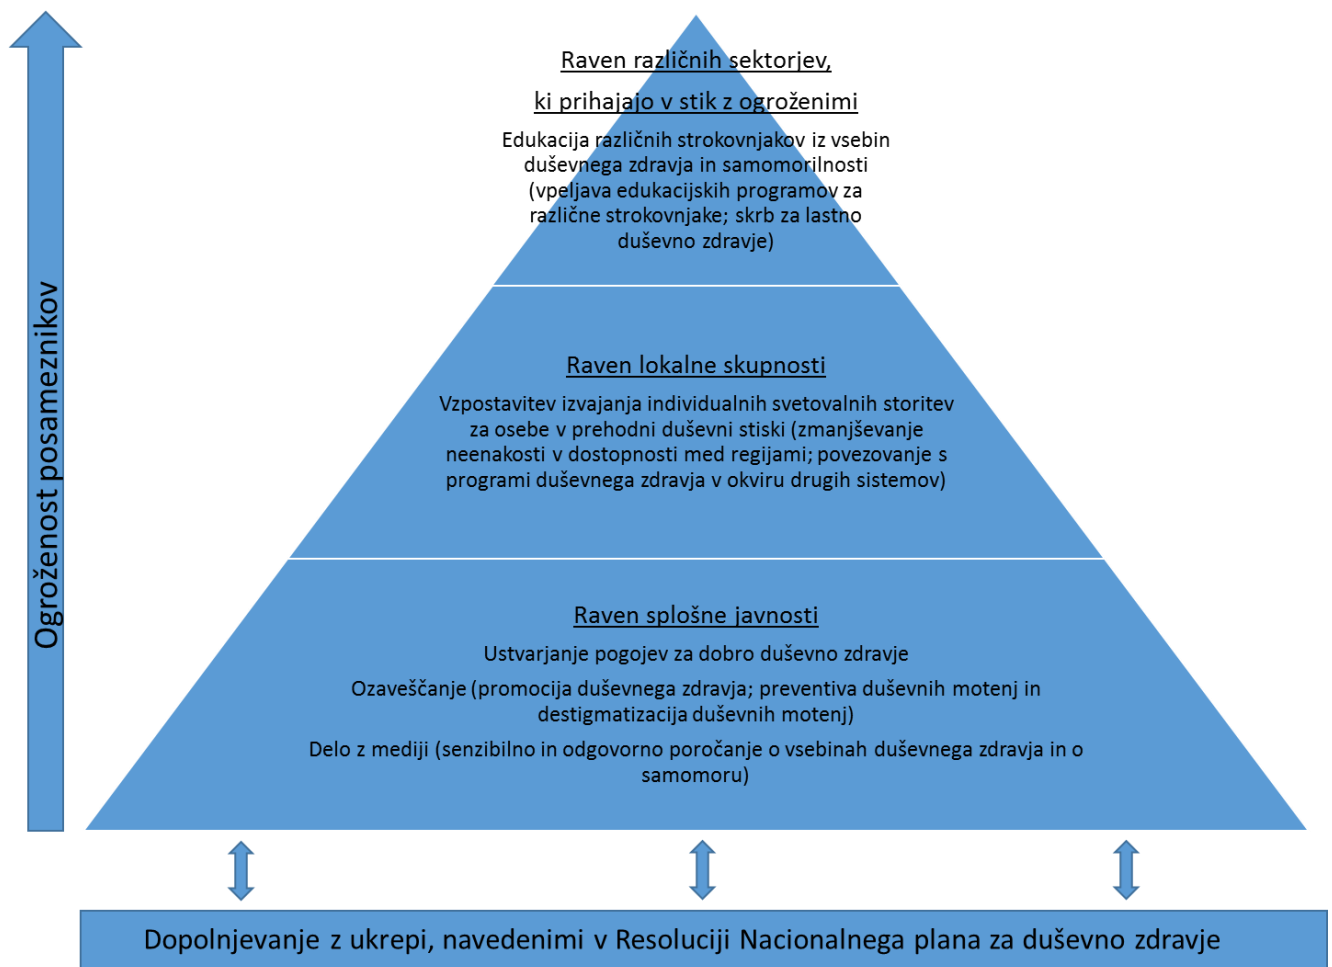 Raven različnih sektorjev,
ki prihajajo v stik z ogroženimi
Edukacija različnih strokovnjakov iz vsebin
duševnega zdravja in samomorilnosti
(vpeljava edukacijskih programov za
različne strokovnjake; skrb za lastno
duševno zdravje)
Ogroženost posameznikov
Raven lokalne skupnosti
Vzpostavitev izvajanja individualnih svetovalnih storitev
za osebe v prehodni duševni stiski (zmanjševanje
neenakosti v dostopnosti med regijami; povezovanje s
programi duševnega zdravja v okviru drugih sistemov)
Raven splošne javnosti
Ustvarjanje pogojev za dobro duševno zdravje
Ozaveščanje (promocija duševnega zdravja; preventiva duševnih motenj in
destigmatizacija duševnih motenj)
Delo z mediji (senzibilno in odgovorno poročanje o vsebinah duševnega zdravja in o
samomoru)
Dopolnjevanje z ukrepi, navedenimi v Resoluciji Nacionalnega plana za duševno zdravje